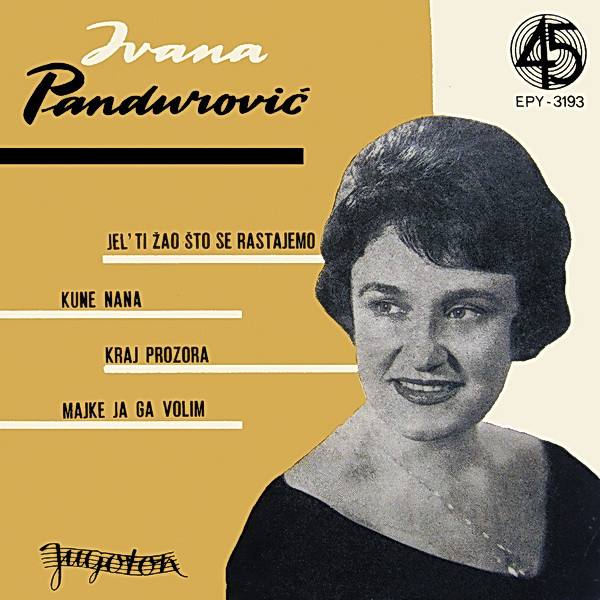 Ivana
Pandurović
45
EPY-3193
JEL' TI ŽAO ŠTO SE RASTAJEMO
KUNE NANA
KRAJ PROZORA
MAJKE JA GA VOLIM
jugoton